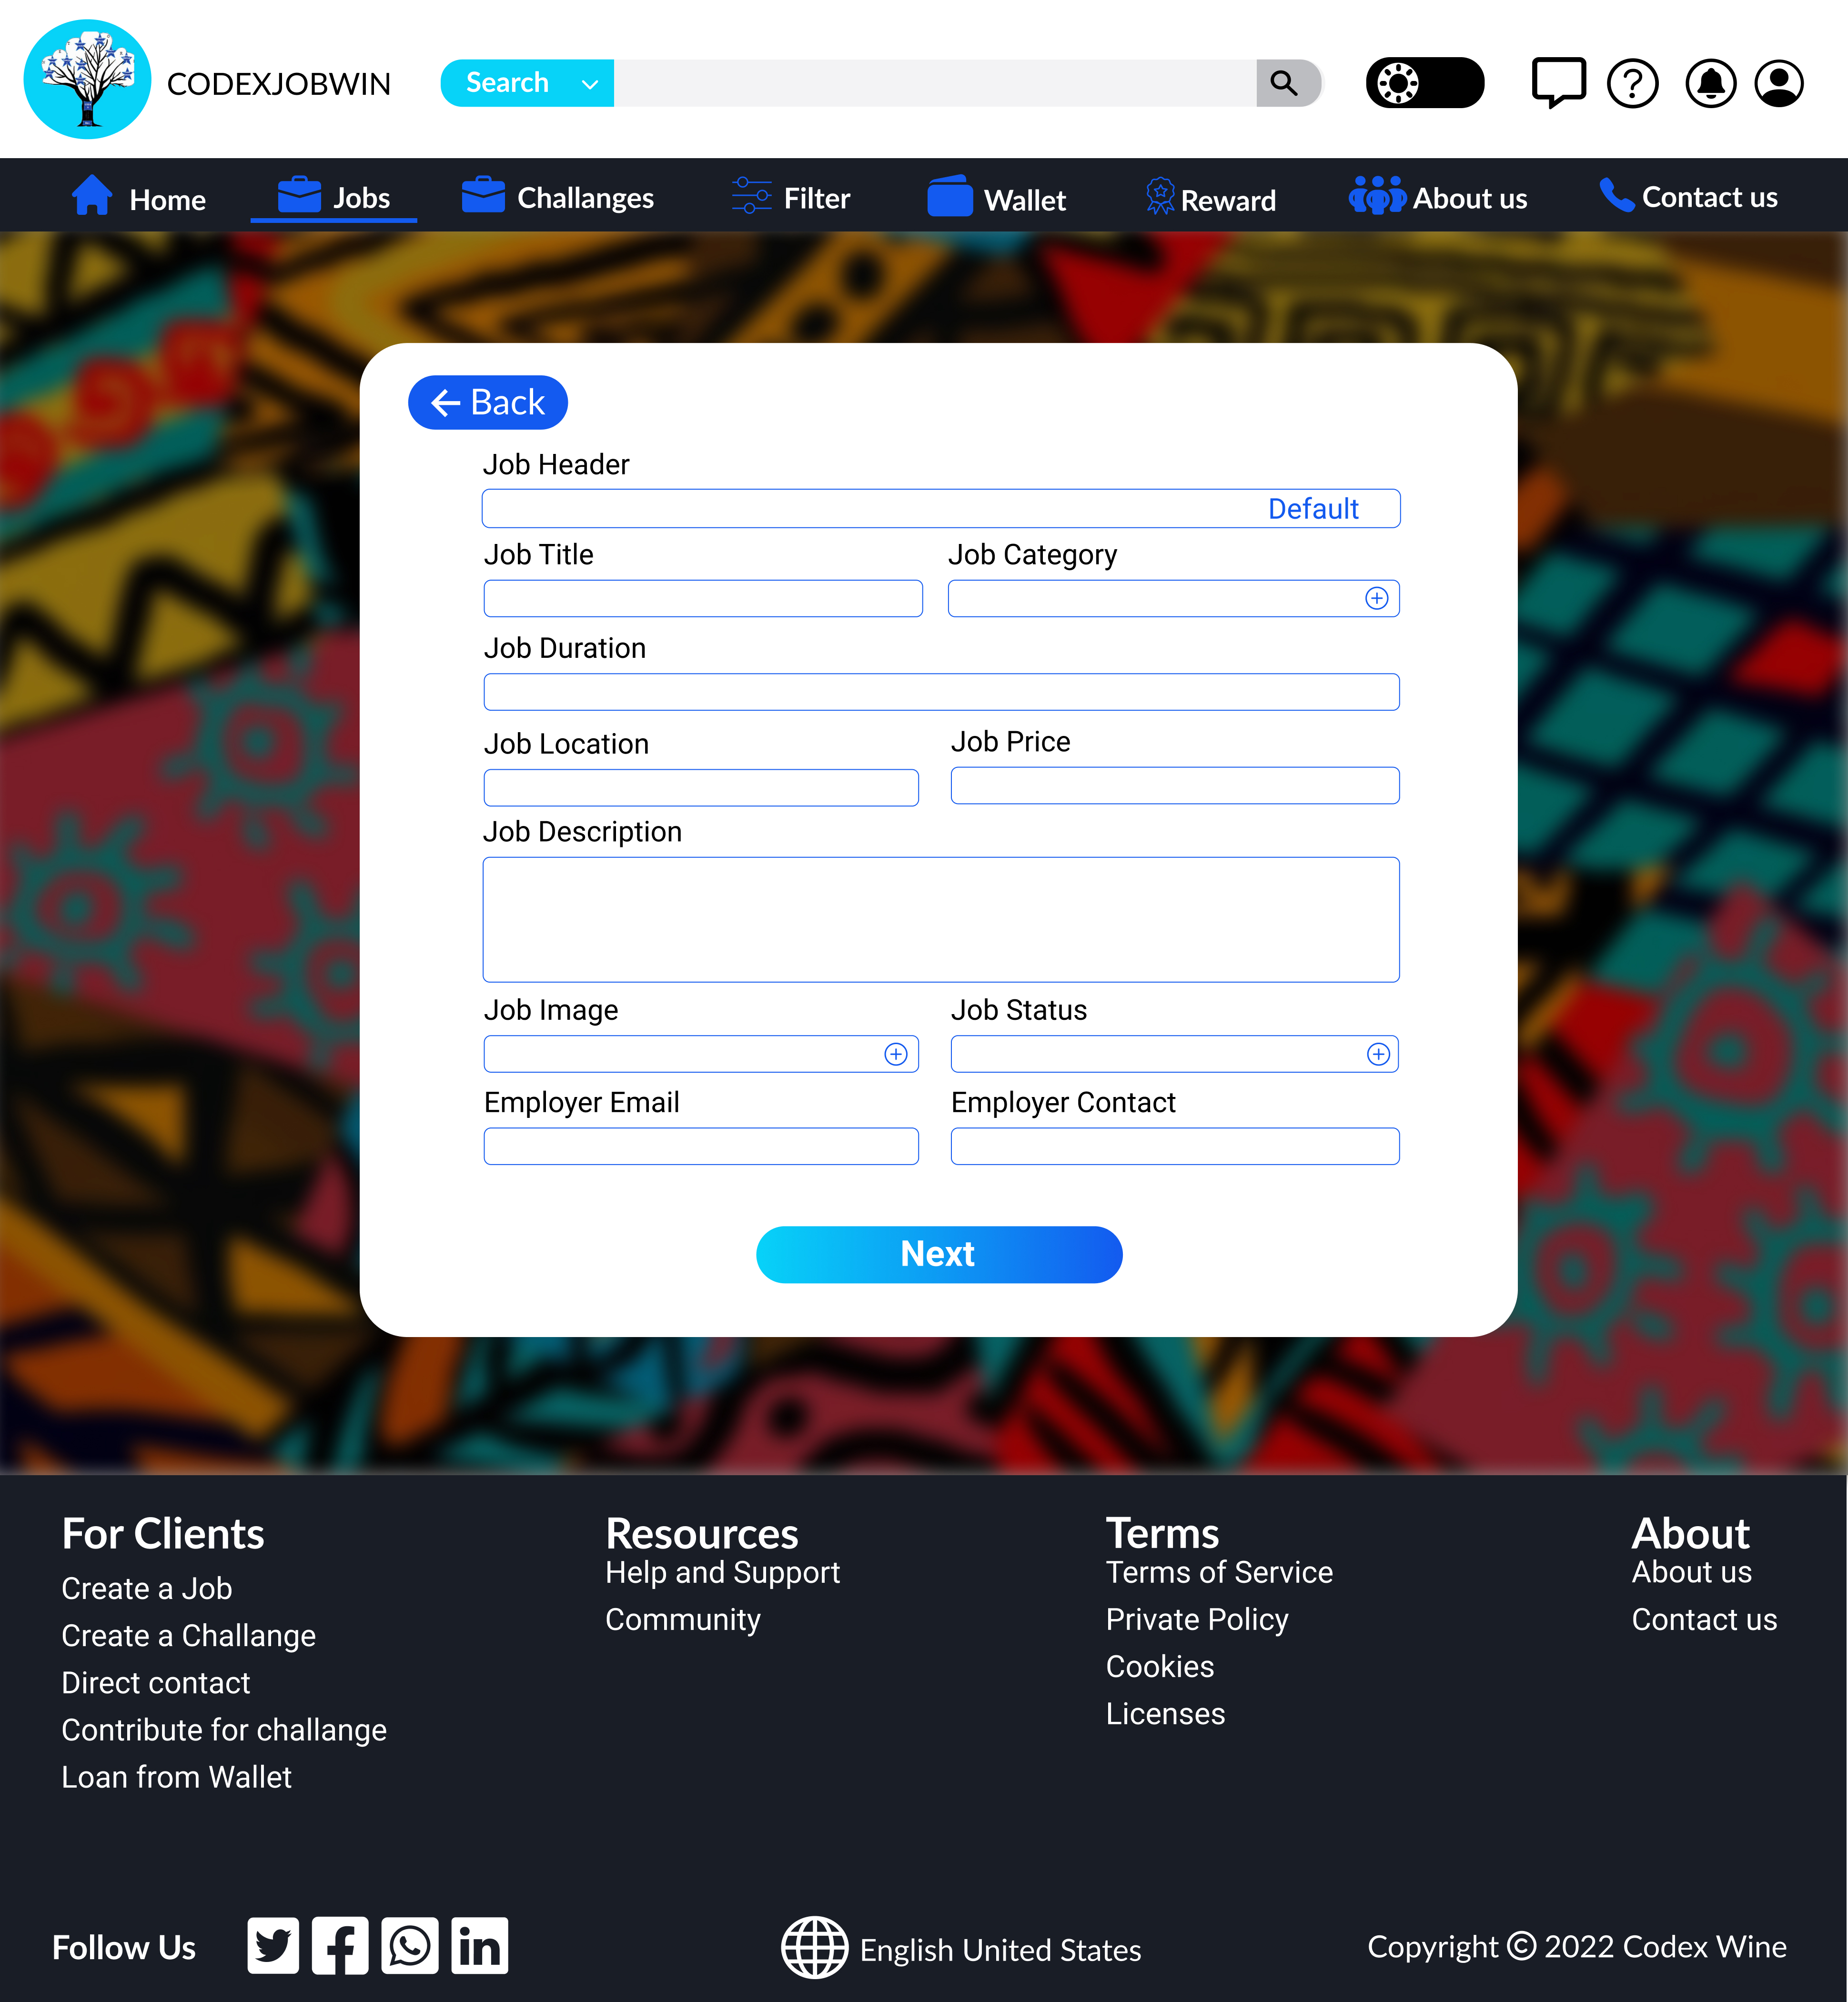 CODEXJOBWIN
Search
Home
Jobs
Challanges
Filter
Wallet
Reward
About us
Contact us
Back
Job Header
Default
Job Title
Job Category
Job Duration
Job Location
Job Price
Job Description
Job Image
Job Status
Employer Email
Employer Contact
Next
For Clients
Create a Job
Create a Challange
Direct contact
Contribute for challange
Loan from Wallet
Resources
Help and Support
Community
Terms
Terms of Service
Private Policy
Cookies
Licenses
About
About us
Contact us
Follow Us
English United States
Copyright © 2022 Codex Wine